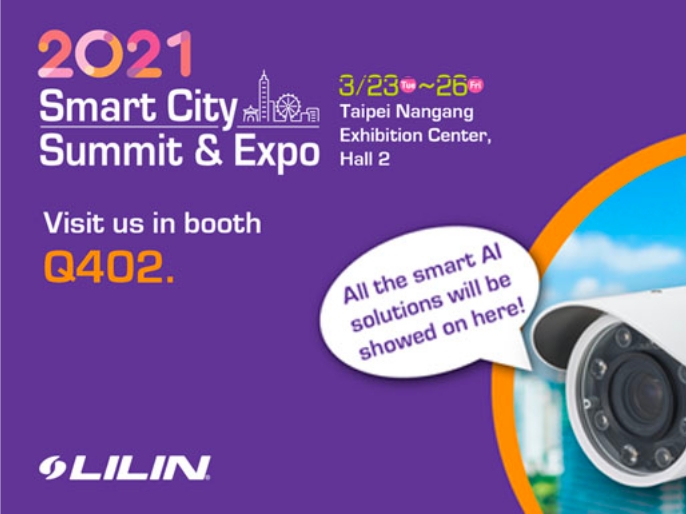 2021
Smart City
Summit & Expo
3/23 Tue ~26 Fri
Taipei Nangang
Exhibition Center,
Hall 2
Visit us in booth
Q402.
All the smart AI
solutions will be
showed on here!
LILIN